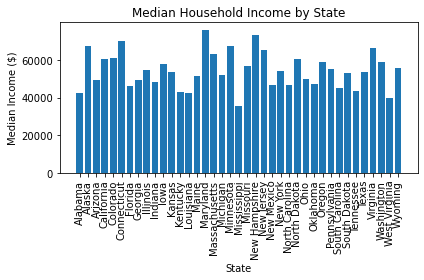 Median Household Income by State
Median Income ($)
60000
40000
20000
0
Alabama
Alaska
Arizona
California
Colorado
Connecticut
Florida
Georgia
Illinois
Indiana
Iowa
Kansas
Kentucky
Louisiana
Maine
Maryland
Massachusetts
Michigan
Minnesota
Mississippi
Missouri
New Hampshire
New Jersey
New Mexico
New York
North Carolina
North Dakota
Ohio
Oklahoma
Oregon
Pennsylvania
South Carolina
South Dakota
Tennessee
Texas
Virginia
Washington
West Virginia
Wyoming
State